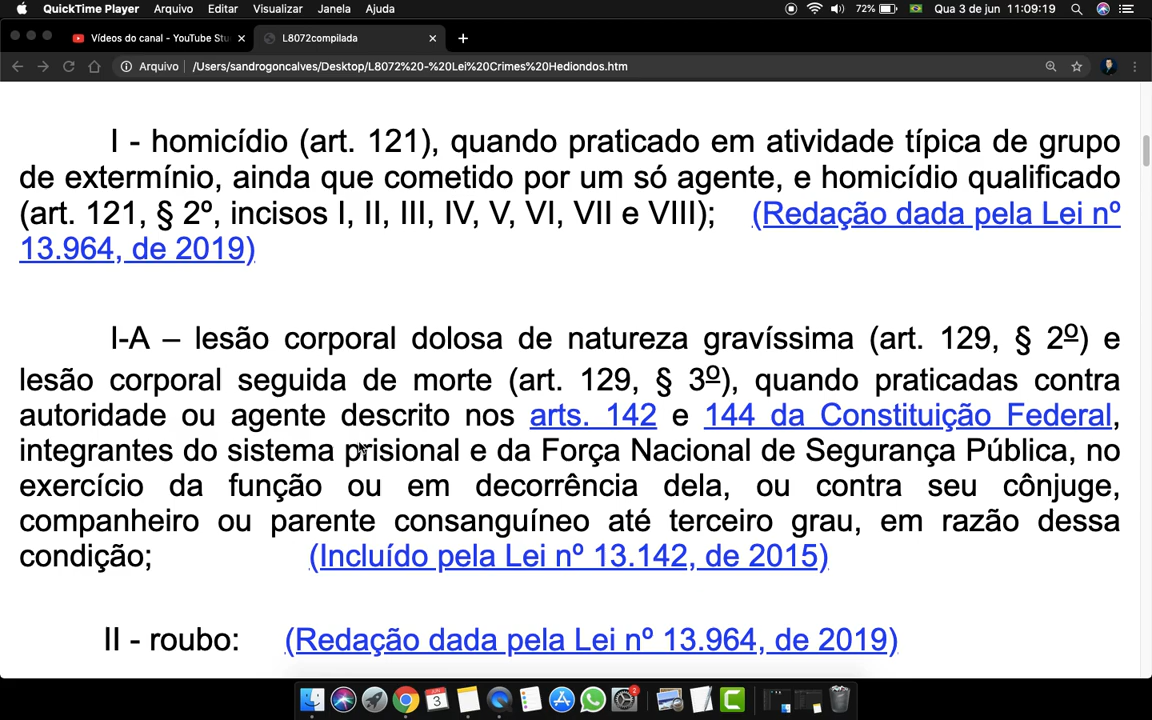 QuickTime Player Arquivo Editar Visualizar Janela Ajuda 72% Qua 3 de jun 11:09:19
Vídeos do canal - YouTube Stu L8072compilada
Arquivo /Users/sandrogoncalves/Desktop/L8072%20-%20Lei%20Crimes%20Hediondos.htm
I - homicídio (art. 121), quando praticado em atividade típica de grupo
de extermínio, ainda que cometido por um só agente, e homicídio qualificado
(art. 121, § 2º, incisos I, II, III, IV, V, VI, VII e VIII); (Redação dada pela Lei nº
13.964, de 2019)
I-A – lesão corporal dolosa de natureza gravíssima (art. 129, § 2º) e
lesão corporal seguida de morte (art. 129, § 3º), quando praticadas contra
autoridade ou agente descrito nos arts. 142 e 144 da Constituição Federal,
integrantes do sistema prisional e da Força Nacional de Segurança Pública, no
exercício da função ou em decorrência dela, ou contra seu cônjuge,
companheiro ou parente consanguíneo até terceiro grau, em razão dessa
condição; (Incluído pela Lei nº 13.142, de 2015)
II - roubo: (Redação dada pela Lei nº 13.964, de 2019)
3
2